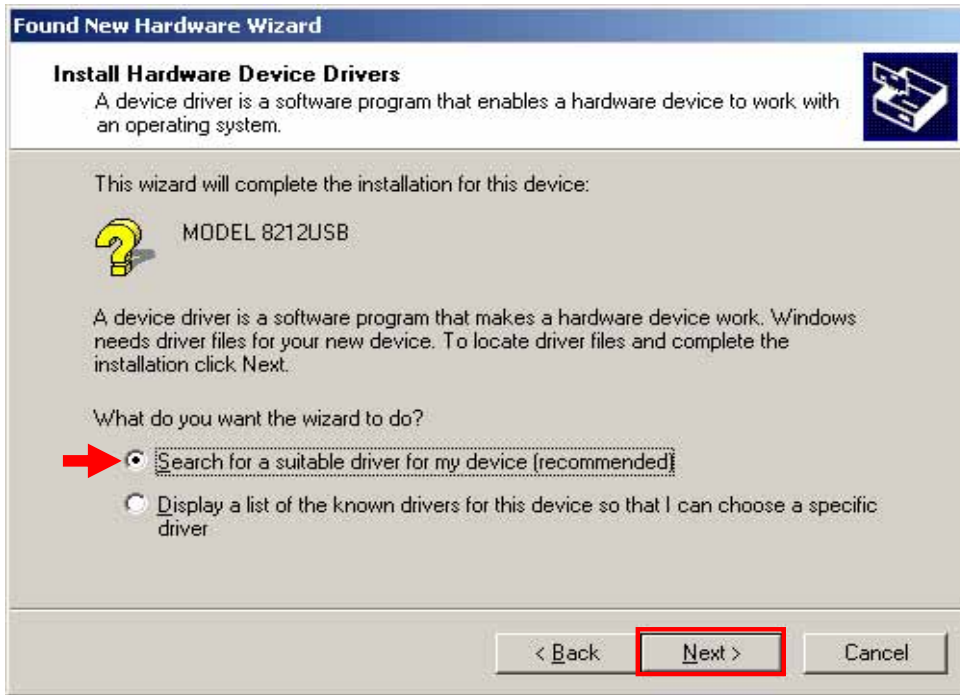 Found New Hardware Wizard
Install Hardware Device Drivers
A device driver is a software program that enables a hardware device to work with
an operating system.
This wizard will complete the installation for this device:
MODEL 8212USB
A device driver is a software program that makes a hardware device work. Windows
needs driver files for your new device. To locate driver files and complete the
installation click Next.
What do you want the wizard to do?
Search for a suitable driver for my device (recommended)
Display a list of the known drivers for this device so that I can choose a specific
driver
< Back
Next >
Cancel